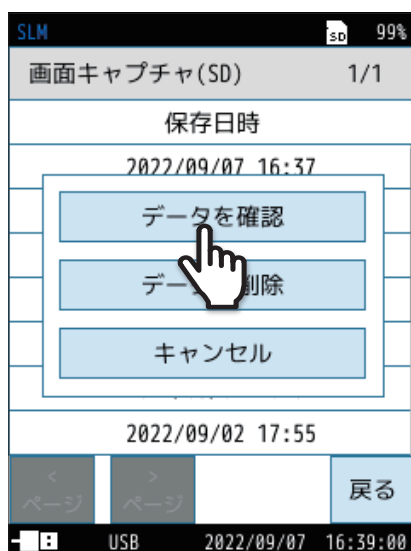 SLM SD 99%
画面キャプチャ(SD) 1/1
保存日時
2022/09/07 16:37
データを確認
デー 削除
キャンセル
2022/09/02 17:55
< >
ページ ページ 戻る
USB 2022/09/07 16:39:00